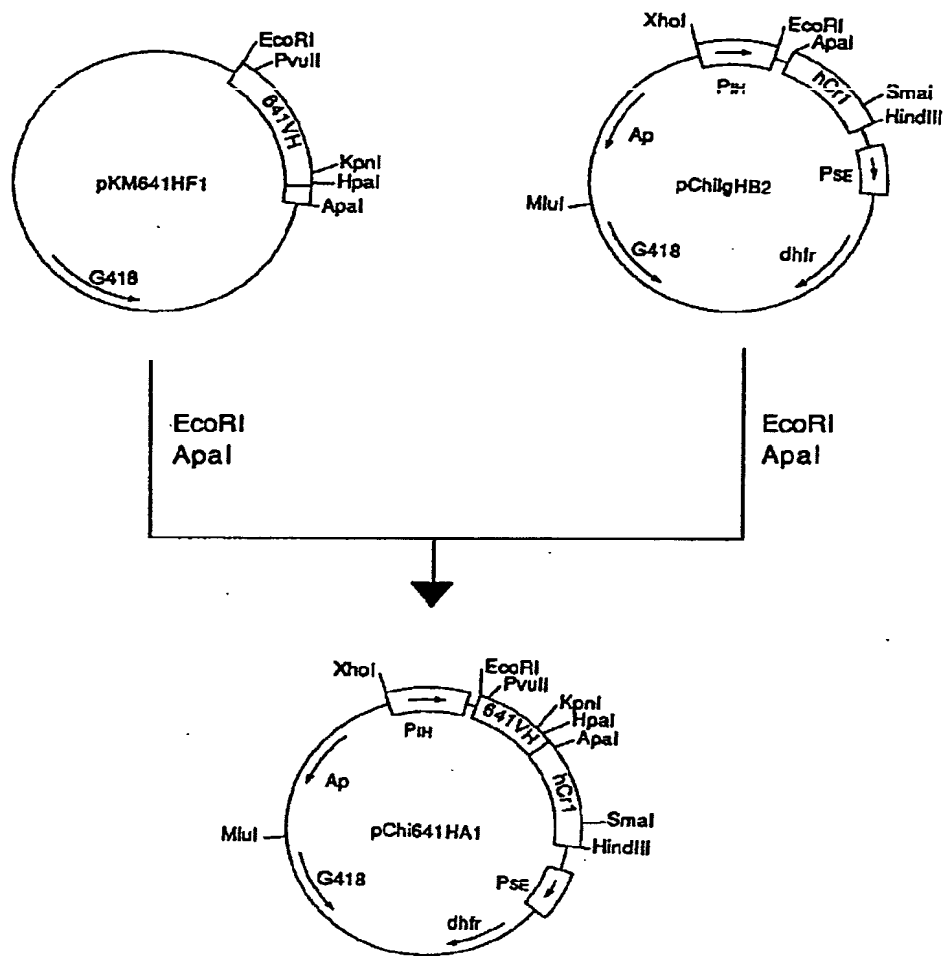 EcoRI
PvuII
641VH
KpnI
HpaI
ApaI
pKM641HF1
G418
XhoI
EcoRI
ApaI
PIH
hCr1
SmaI
HindIII
Ap
PSE
pChiIgHB2
MluI
G418
dhfr
EcoRI
ApaI
EcoRI
ApaI
XhoI
EcoRI
PvuII
KpnI
HpaI
ApaI
641VH
PIH
hCr1
Ap
SmaI
HindIII
MluI
pChi641HA1
PSE
G418
dhfr